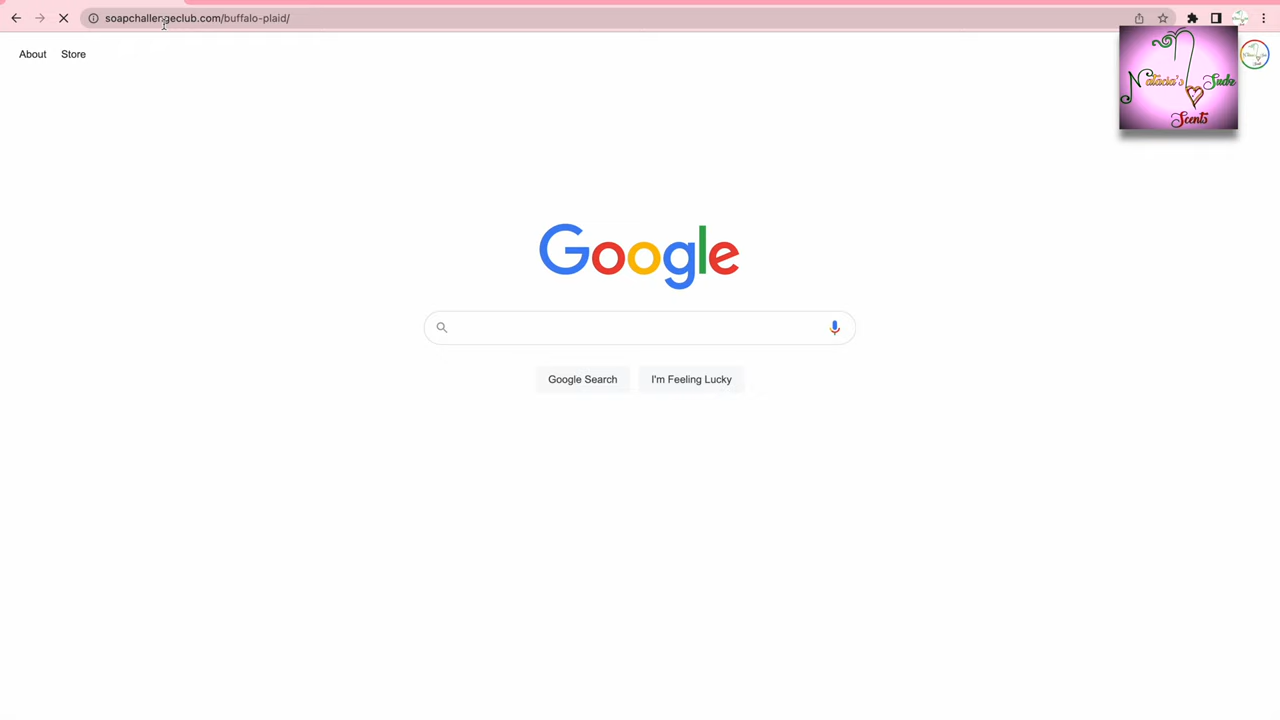 soapchallengeclub.com/buffalo-plaid/
About Store
Natacia's Sudz
Scents
Google
Google Search I'm Feeling Lucky